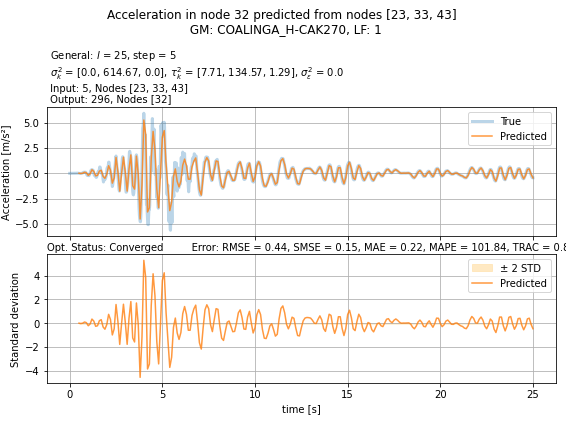 Acceleration in node 32 predicted from nodes [23, 33, 43]
GM: COALINGA_H-CAK270, LF: 1
General: l = 25, step = 5
σ²ₖ = [0.0, 614.67, 0.0], τ²ₖ = [7.71, 134.57, 1.29], σ²ε = 0.0
Input: 5, Nodes [23, 33, 43]
Output: 296, Nodes [32]
Acceleration [m/s²]
5.0
2.5
0.0
−2.5
−5.0
True
Predicted
Opt. Status: Converged
Error: RMSE = 0.44, SMSE = 0.15, MAE = 0.22, MAPE = 101.84, TRAC = 0.8
Standard deviation
4
2
0
−2
−4
± 2 STD
Predicted
0 5 10 15 20 25
time [s]